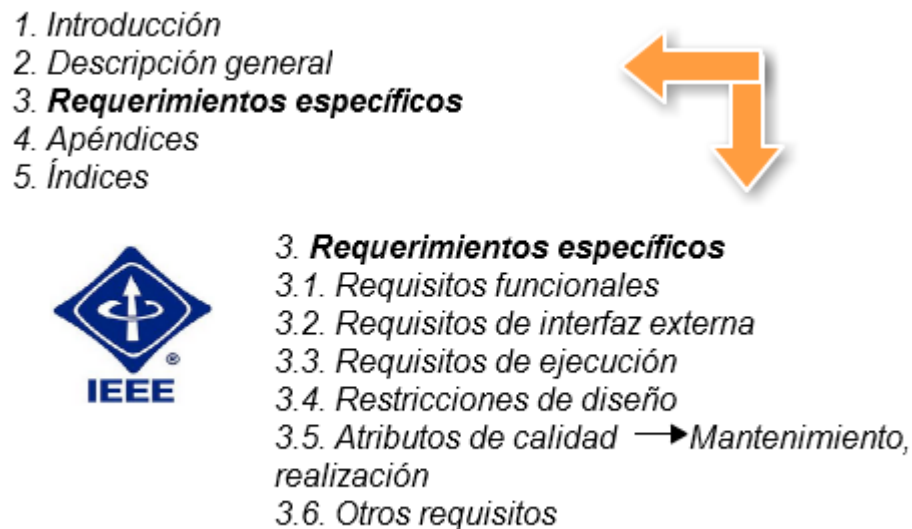 1. Introducción
2. Descripción general
3. Requerimientos específicos
4. Apéndices
5. Índices
3. Requerimientos específicos
3.1. Requisitos funcionales
3.2. Requisitos de interfaz externa
3.3. Requisitos de ejecución
3.4. Restricciones de diseño
3.5. Atributos de calidad → Mantenimiento,
realización
3.6. Otros requisitos
®
IEEE